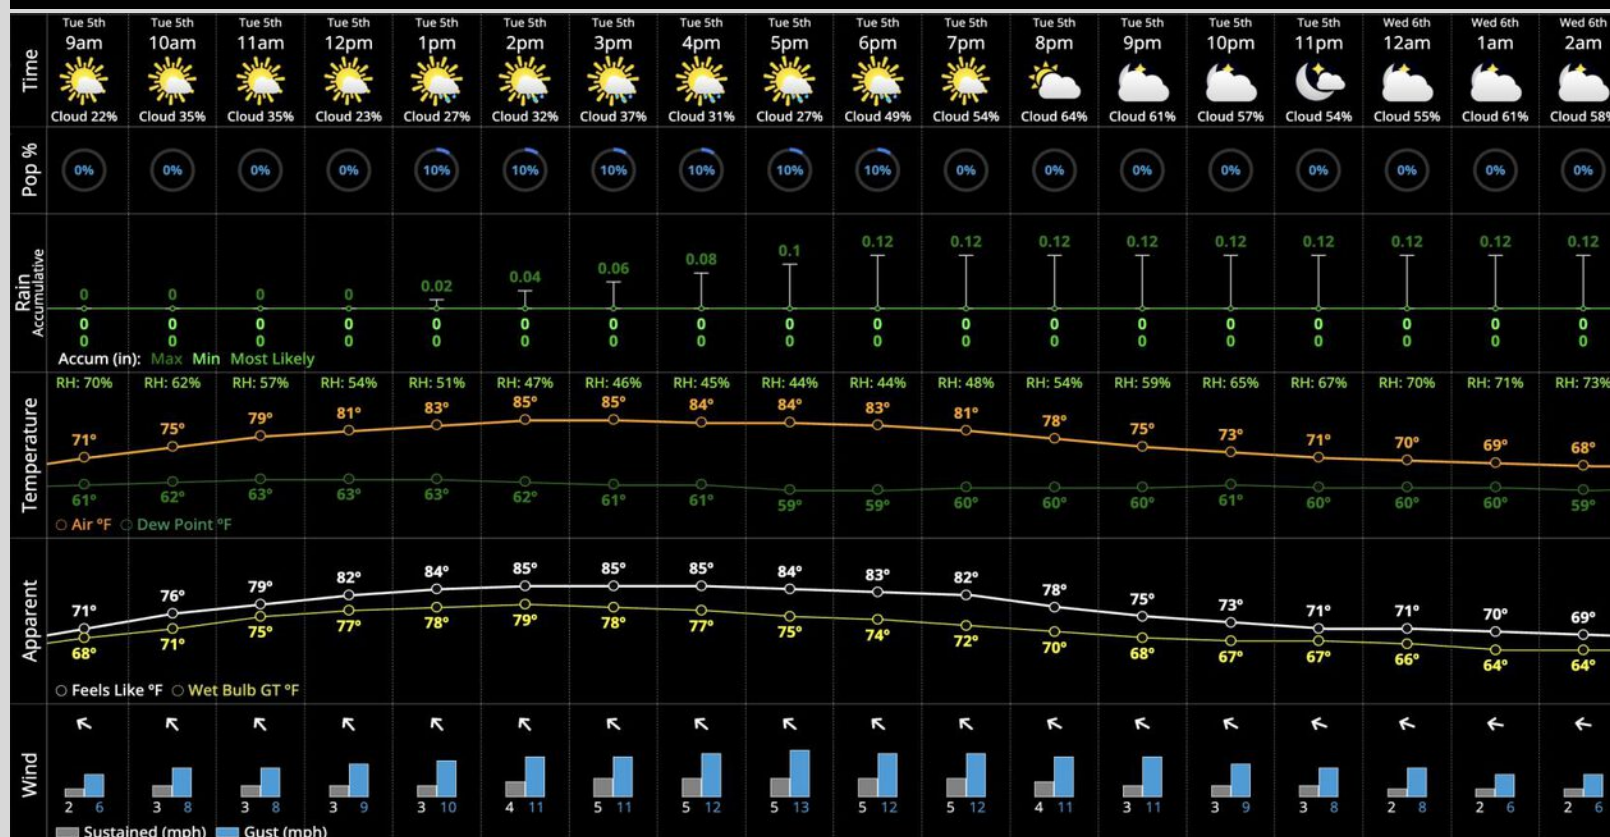 Time
Tue 5th Tue 5th Tue 5th Tue 5th Tue 5th Tue 5th Tue 5th Tue 5th Tue 5th Tue 5th Tue 5th Tue 5th Tue 5th Tue 5th Tue 5th Wed 6th Wed 6th Wed 6th
9am 10am 11am 12pm 1pm 2pm 3pm 4pm 5pm 6pm 7pm 8pm 9pm 10pm 11pm 12am 1am 2am
Cloud 22% Cloud 35% Cloud 35% Cloud 23% Cloud 27% Cloud 32% Cloud 37% Cloud 31% Cloud 27% Cloud 49% Cloud 54% Cloud 64% Cloud 61% Cloud 57% Cloud 54% Cloud 55% Cloud 61% Cloud 58%
Pop %
0% 0% 0% 0% 10% 10% 10% 10% 10% 10% 0% 0% 0% 0% 0% 0% 0% 0%
Rain
Accumulative
0 0 0 0 0.02 0.04 0.06 0.08 0.1 0.12 0.12 0.12 0.12 0.12 0.12 0.12 0.12 0.12
0 0 0 0 0 0 0 0 0 0 0 0 0 0 0 0 0 0
0 0 0 0 0 0 0 0 0 0 0 0 0 0 0 0 0 0
Accum (in): Max Min Most Likely
Temperature
RH: 70% RH: 62% RH: 57% RH: 54% RH: 51% RH: 47% RH: 46% RH: 45% RH: 44% RH: 44% RH: 48% RH: 54% RH: 59% RH: 65% RH: 67% RH: 70% RH: 71% RH: 73%
71° 75° 79° 81° 83° 85° 85° 84° 84° 83° 81° 78° 75° 73° 71° 70° 69° 68°
61° 62° 63° 63° 63° 62° 61° 61° 59° 59° 60° 60° 60° 61° 60° 60° 60° 59°
Air °F Dew Point °F
Apparent
71° 76° 79° 82° 84° 85° 85° 85° 84° 83° 82° 78° 75° 73° 71° 71° 70° 69°
68° 71° 75° 77° 78° 79° 78° 77° 75° 74° 72° 70° 68° 67° 67° 66° 64° 64°
Feels Like °F Wet Bulb GT °F
Wind
2 6 3 8 3 8 3 9 3 10 4 11 5 11 5 12 5 13 5 12 5 12 4 11 3 11 3 9 3 8 2 8 2 6 2 6
Sustained (mph) Gust (mph)